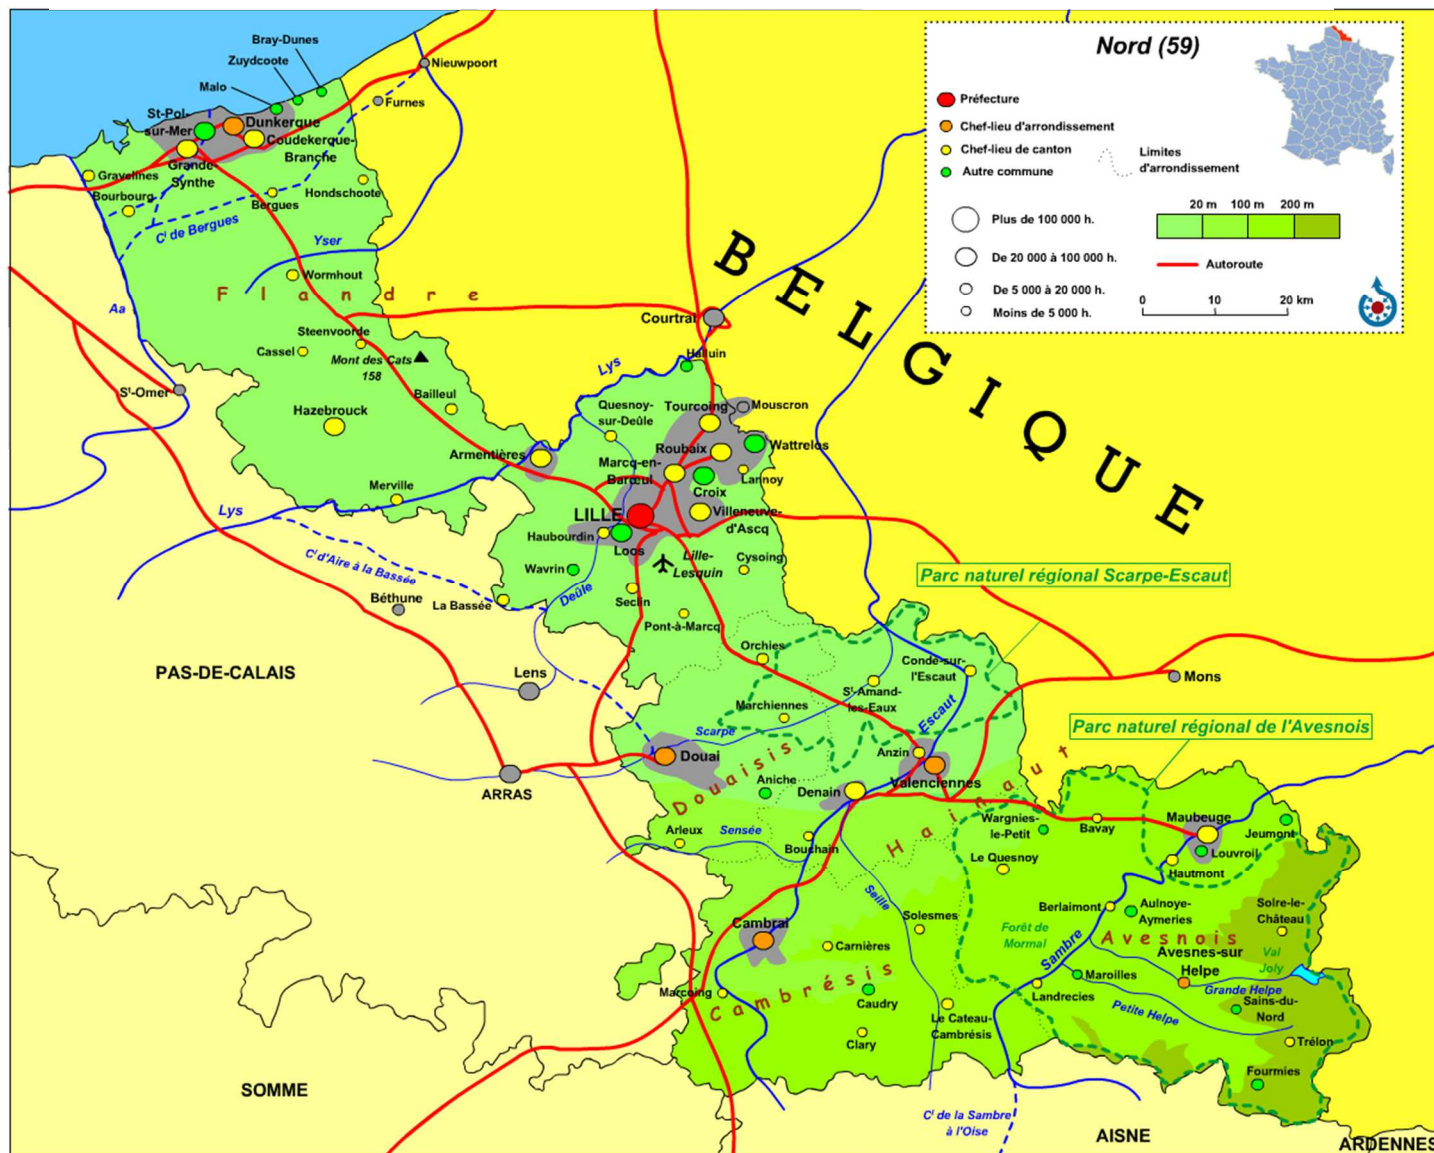 Nord (59)
Préfecture
Chef-lieu d'arrondissement
Chef-lieu de canton
Autre commune
Limites
d'arrondissement
Plus de 100 000 h.
De 20 000 à 100 000 h.
De 5 000 à 20 000 h.
Moins de 5 000 h.
20 m 100 m 200 m
Autoroute
0 10 20 km
Bray-Dunes
Zuydcoote
Malo
Nieuwpoort
Furnes
St-Pol-
sur-Mer
Dunkerque
Coudekerque-
Branche
Grande-
Synthe
Gravelines
Bourbourg
Bergues
Hondschoote
Cl de Bergues
Yser
Wormhout
Flandre
Aa
Steenvoorde
Cassel
Mont des Cats
158
St-Omer
Bailleul
Hazebrouck
Courtrai
Halluin
Lys
BELGIQUE
Quesnoy-
sur-Deûle
Tourcoing
Mouscron
Roubaix
Wattrelos
Armentières
Marcq-en-
Barœul
Lannoy
Croix
Merville
Lys
LILLE
Villeneuve-
d'Ascq
Haubourdin
Loos
Cl d'Aire à la Bassée
Wavrin
Lille-
Lesquin
Cysoing
Deûle
Seclin
Béthune
La Bassée
Pont-à-Marcq
Parc naturel régional Scarpe-Escaut
PAS-DE-CALAIS
Lens
Orchies
Condé-sur-
l'Escaut
St-Amand-
les-Eaux
Mons
Marchiennes
Escaut
Parc naturel régional de l'Avesnois
Scarpe
Douai
Anzin
Valenciennes
ARRAS
Douaisis
Aniche
Denain
Hainaut
Arleux
Sensée
Bouchain
Wargnies-
le-Petit
Bavay
Maubeuge
Jeumont
Louvroil
Hautmont
Le Quesnoy
Seille
Cambrai
Solesmes
Berlaimont
Aulnoye-
Aymeries
Solre-le-
Château
Forêt de
Mormal
Sambre
Avesnois
Avesnes-sur
Helpe
Val
Joly
Carnières
Cambrésis
Marcoing
Caudry
Maroilles
Landrecies
Grande Helpe
Petite Helpe
Sains-du-
Nord
Le Cateau-
Cambrésis
Clary
Trélon
Fourmies
SOMME
Cl de la Sambre
à l'Oise
AISNE
ARDENNES